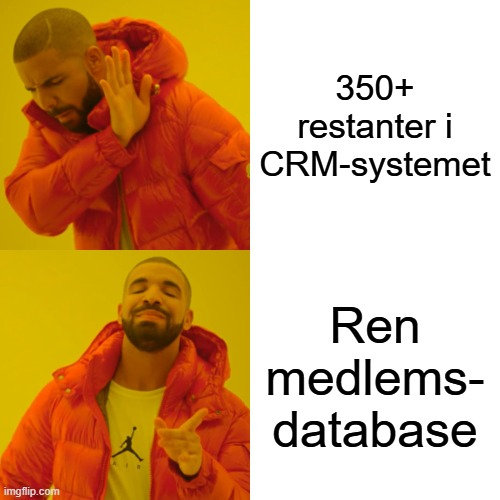 350+
restanter i
CRM-systemet
Ren
medlems-
database
imgflip.com